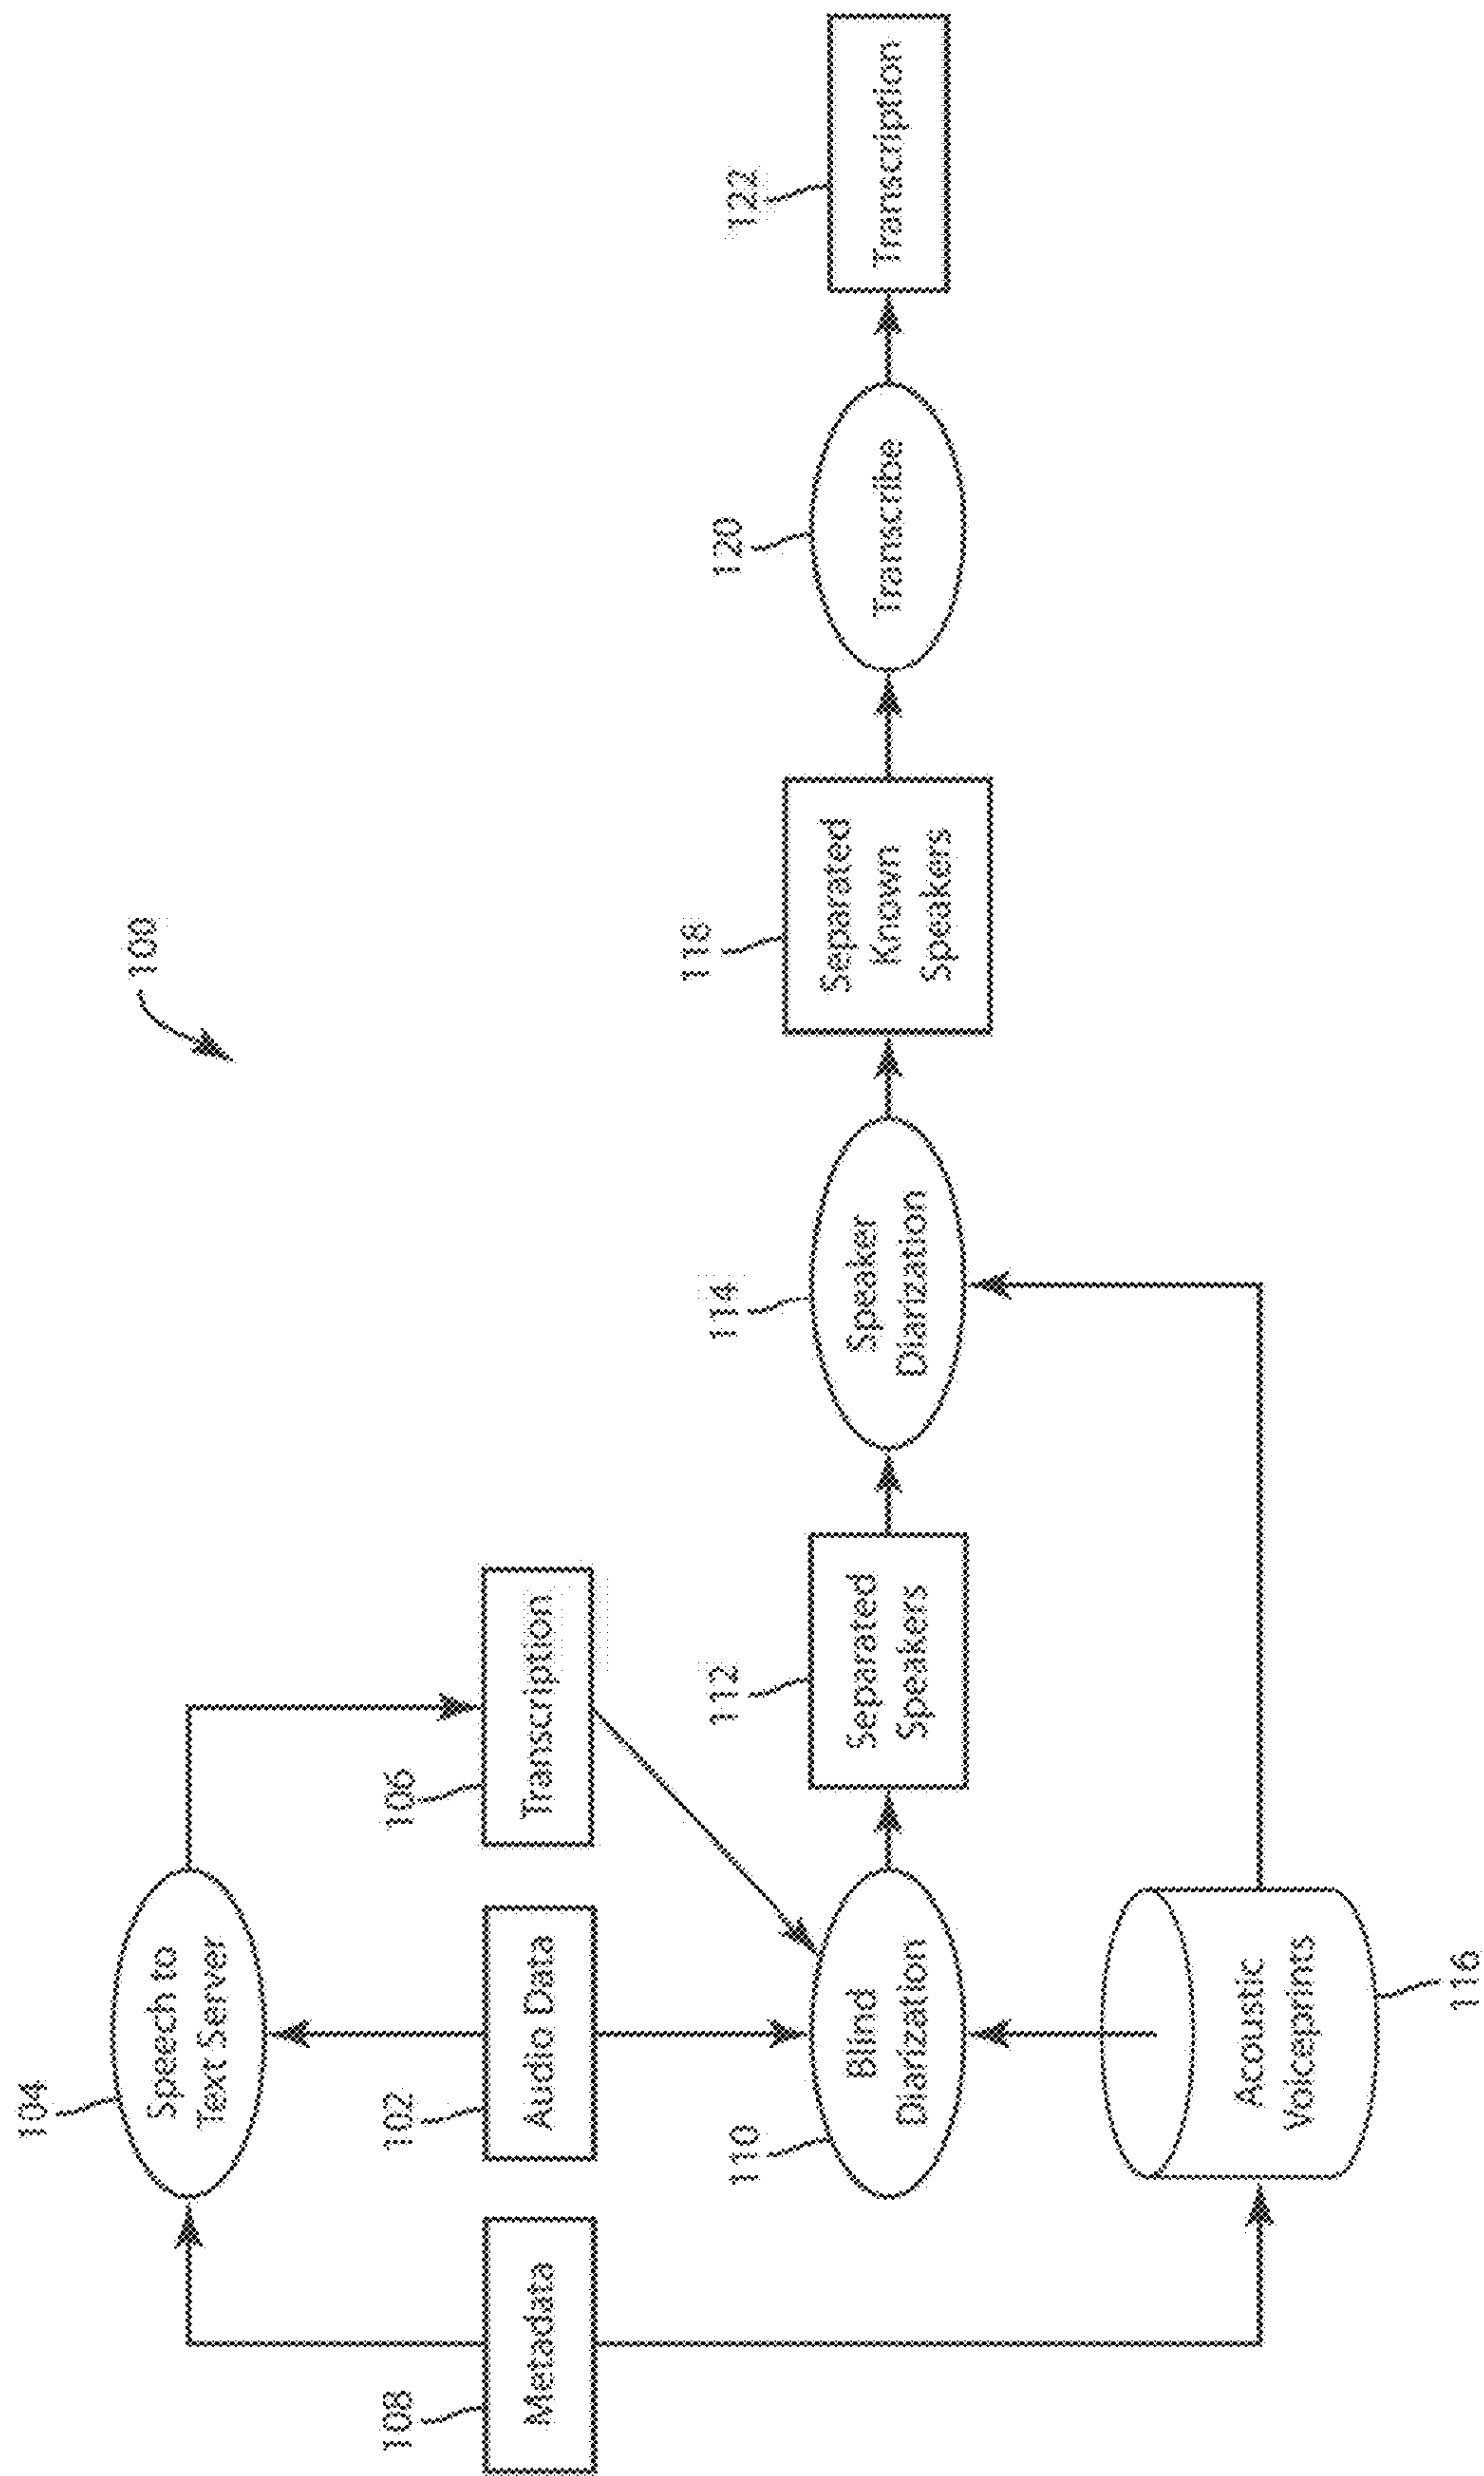 100
104
Speech to
Text Server
108
Metadata
102
Audio Data
106
Transcription
110
Blind
Diarization
112
Separated
Speakers
114
Speaker
Diarization
118
Separated
Known
Speakers
120
Transcribe
122
Transcription
Acoustic
Voiceprints
116